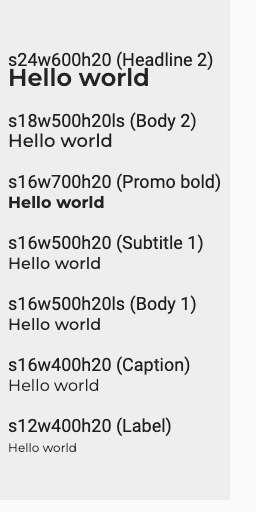 s24w600h20 (Headline 2)
Hello world
s18w500h20ls (Body 2)
Hello world
s16w700h20 (Promo bold)
Hello world
s16w500h20 (Subtitle 1)
Hello world
s16w500h20ls (Body 1)
Hello world
s16w400h20 (Caption)
Hello world
s12w400h20 (Label)
Hello world